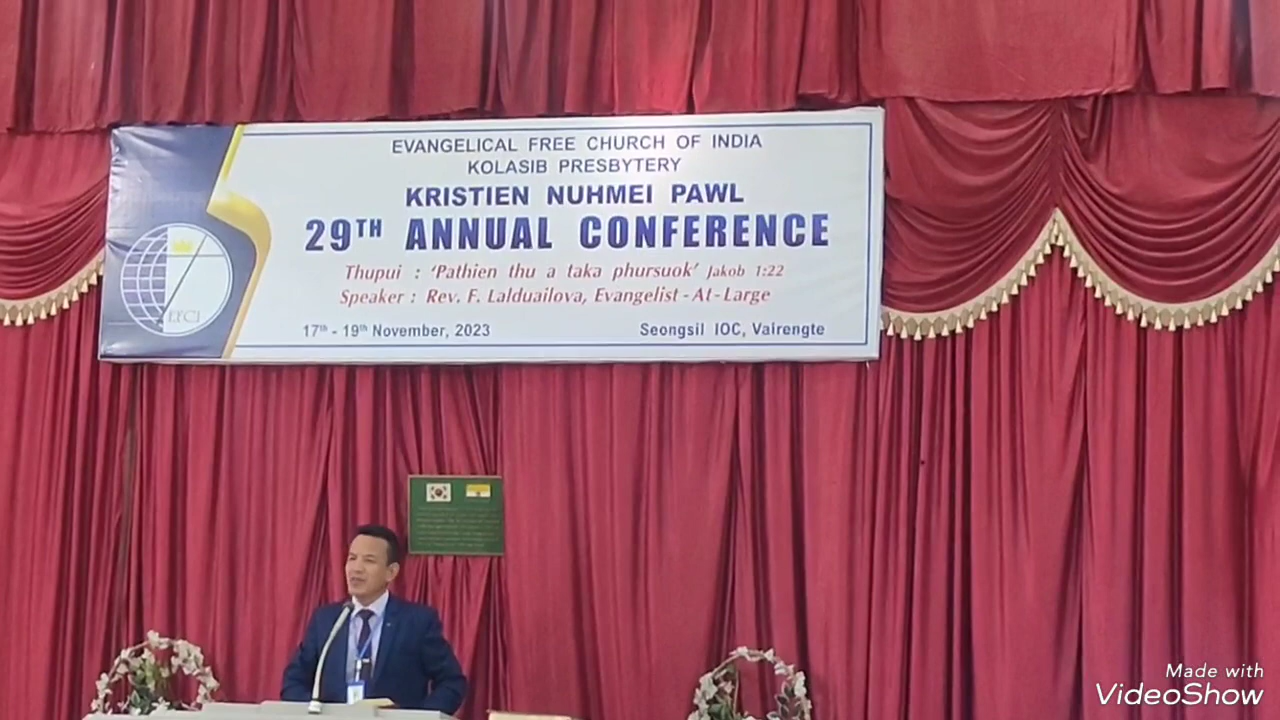 EVANGELICAL FREE CHURCH OF INDIA
KOLASIB PRESBYTERY
KRISTIEN NUHMEI PAWL
29TH ANNUAL CONFERENCE
Thupui : 'Pathien thu a taka phursuok' Jakob 1:22
Speaker : Rev. F. Lalduailova, Evangelist-At-Large
17th - 19th November, 2023
Seongsil IOC, Vairengte
EFCI
Made with
VideoShow